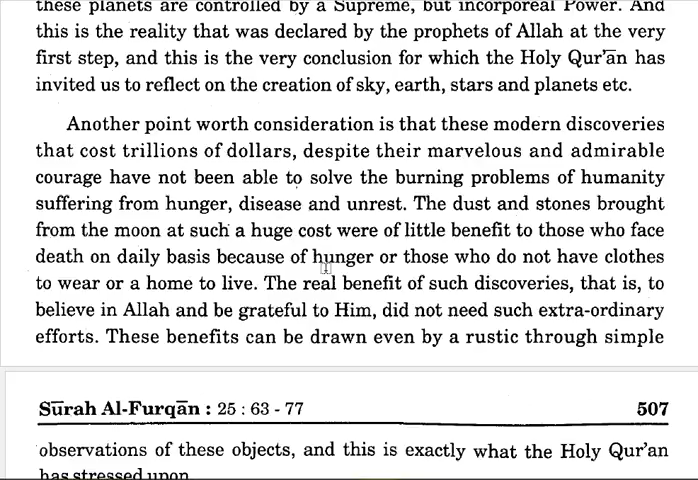 these planets are controlled by a Supreme, but incorporeal Power. And
this is the reality that was declared by the prophets of Allah at the very
first step, and this is the very conclusion for which the Holy Qur'ān has
invited us to reflect on the creation of sky, earth, stars and planets etc.
Another point worth consideration is that these modern discoveries
that cost trillions of dollars, despite their marvelous and admirable
courage have not been able to solve the burning problems of humanity
suffering from hunger, disease and unrest. The dust and stones brought
from the moon at such a huge cost were of little benefit to those who face
death on daily basis because of hunger or those who do not have clothes
to wear or a home to live. The real benefit of such discoveries, that is, to
believe in Allah and be grateful to Him, did not need such extra-ordinary
efforts. These benefits can be drawn even by a rustic through simple
Sūrah Al-Furqān : 25 : 63 - 77 507
observations of these objects, and this is exactly what the Holy Qur'an
has stressed upon.